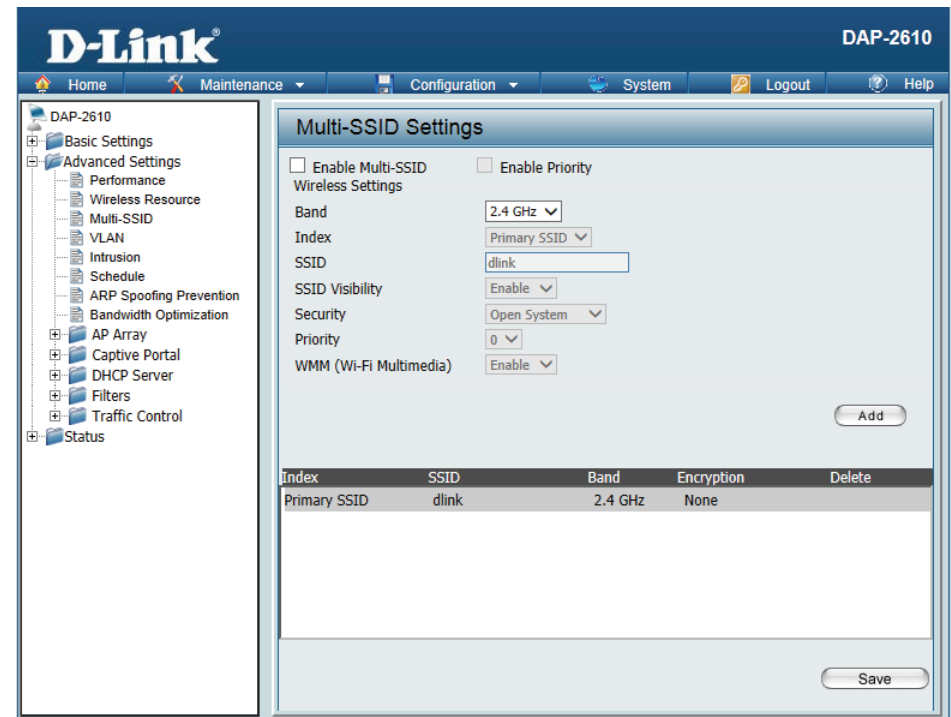 D-Link®
DAP-2610
Home Maintenance Configuration System Logout Help
DAP-2610
Basic Settings
Advanced Settings
Performance
Wireless Resource
Multi-SSID
VLAN
Intrusion
Schedule
ARP Spoofing Prevention
Bandwidth Optimization
AP Array
Captive Portal
DHCP Server
Filters
Traffic Control
Status
Multi-SSID Settings
Enable Multi-SSID Enable Priority
Wireless Settings
Band 2.4 GHz
Index Primary SSID
SSID dlink
SSID Visibility Enable
Security Open System
Priority 0
WMM (Wi-Fi Multimedia) Enable
Add
Index SSID Band Encryption Delete
Primary SSID dlink 2.4 GHz None
Save